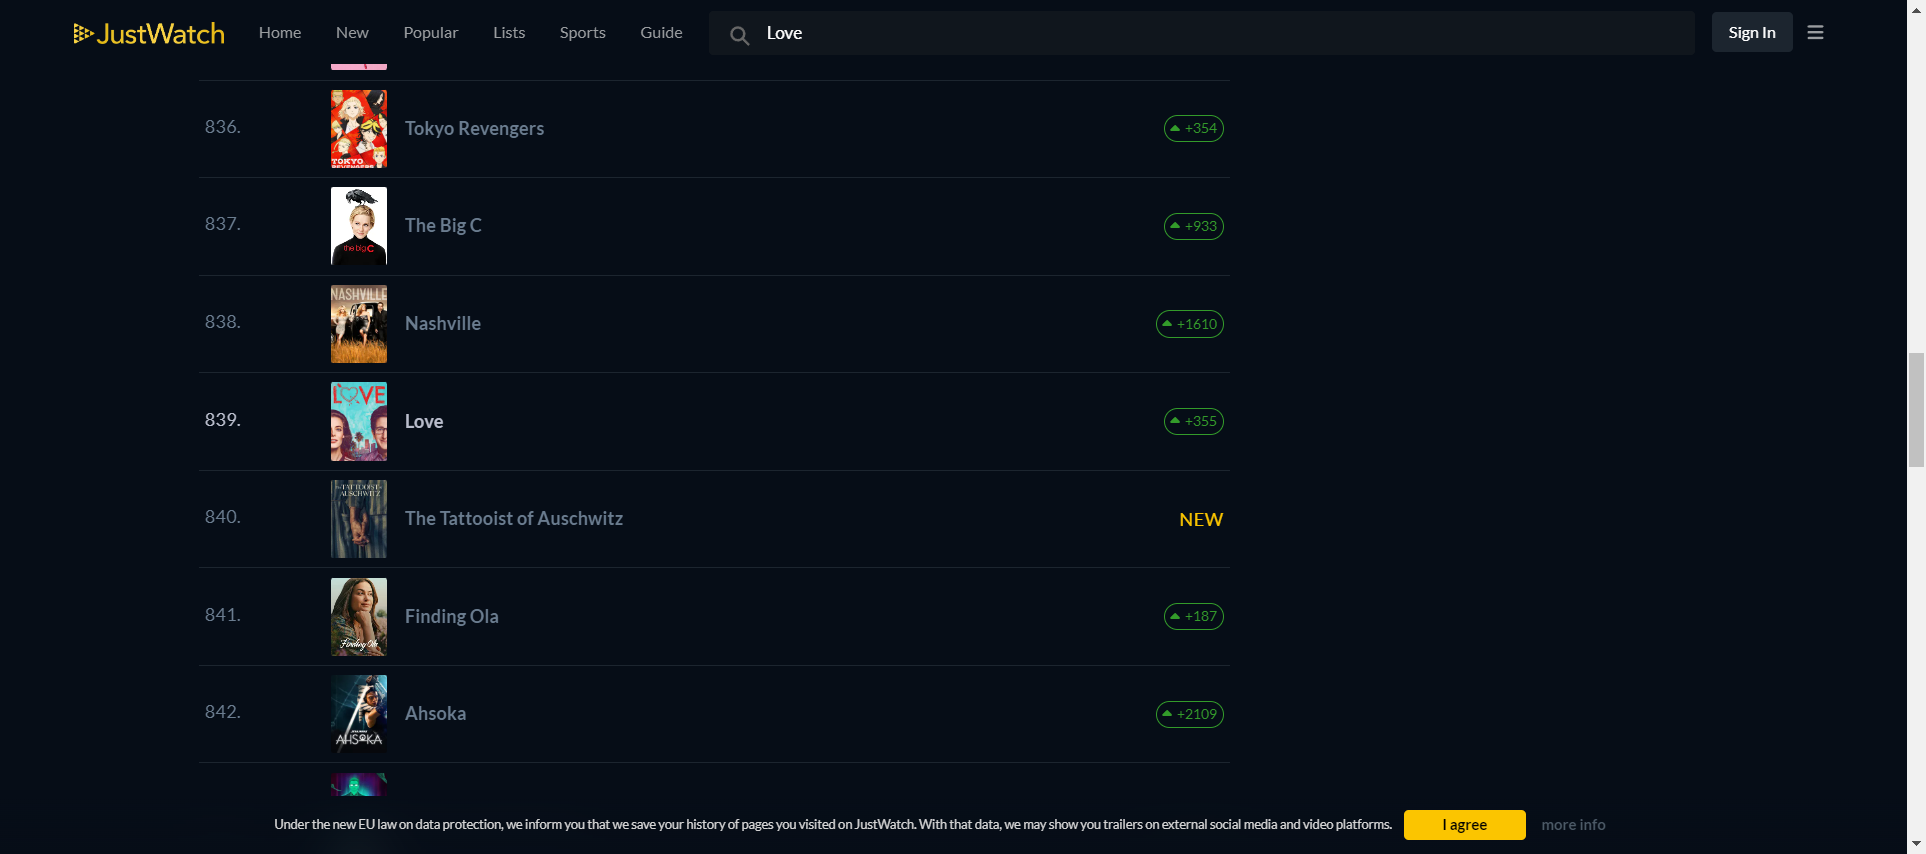 JustWatch Home New Popular Lists Sports Guide Love Sign In
836. Tokyo Revengers +354
TOKYO
REVENGERS
837. The Big C +933
the big C
838. Nashville +1610
NASHVILLE
839. Love +355
LOVE
840. The Tattooist of Auschwitz NEW
TATTOOIST
AUSCHWITZ
841. Finding Ola +187
Finding Ola
842. Ahsoka +2109
AHSOKA
Under the new EU law on data protection, we inform you that we save your history of pages you visited on JustWatch. With that data, we may show you trailers on external social media and video platforms. I agree more info